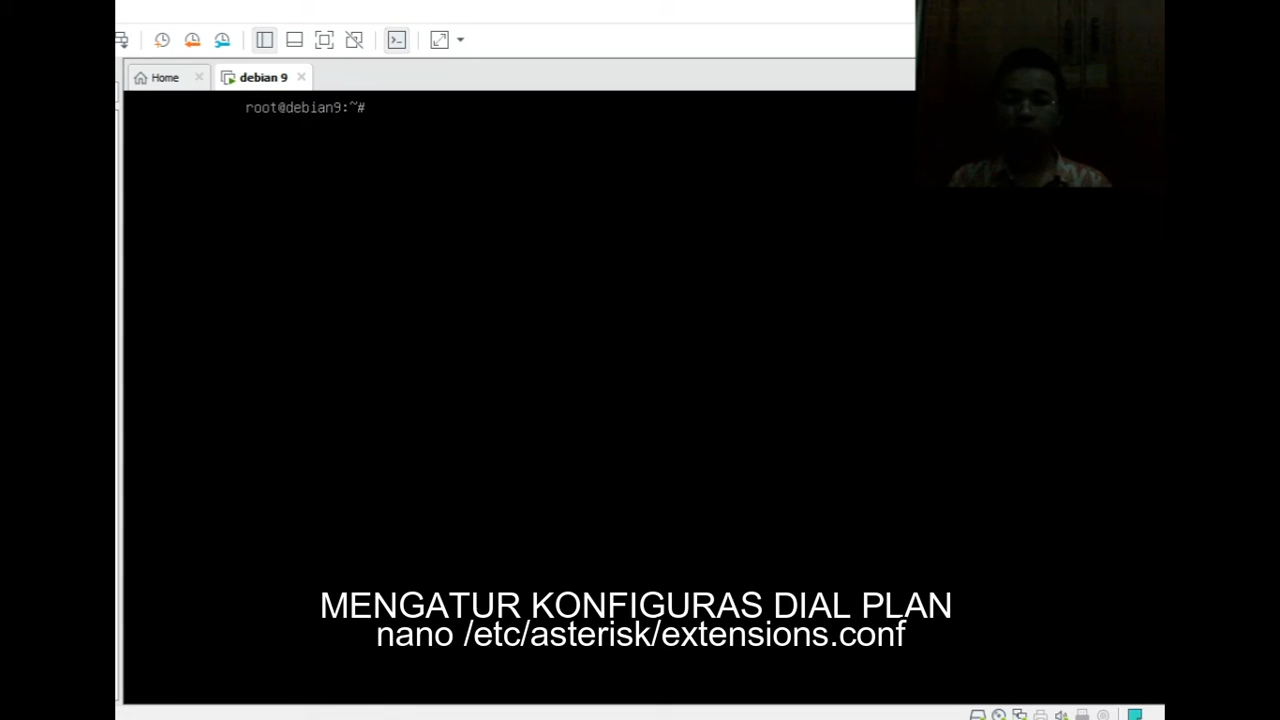 Home
debian 9
root@debian9:~#
MENGATUR KONFIGURAS DIAL PLAN
nano /etc/asterisk/extensions.conf